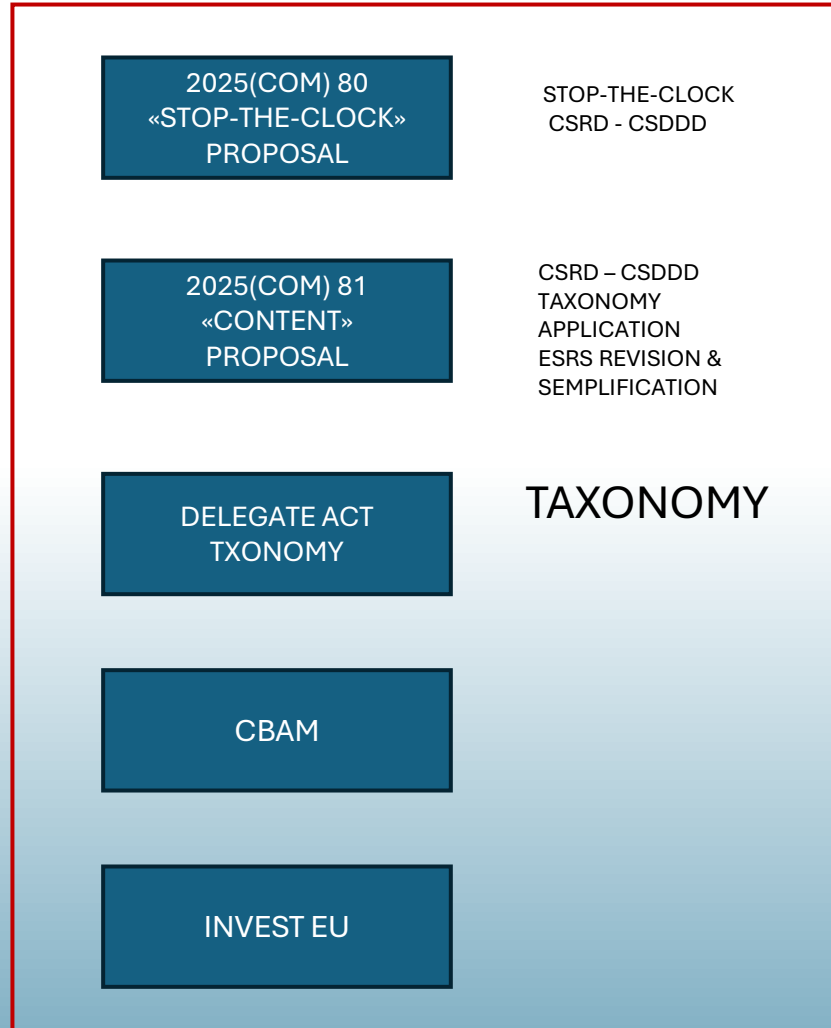 2025(COM) 80
«STOP-THE-CLOCK»
PROPOSAL
STOP-THE-CLOCK
CSRD - CSDDD
2025(COM) 81
«CONTENT»
PROPOSAL
CSRD – CSDDD
TAXONOMY
APPLICATION
ESRS REVISION &
SEMPLIFICATION
DELEGATE ACT
TXONOMY
TAXONOMY
CBAM
INVEST EU